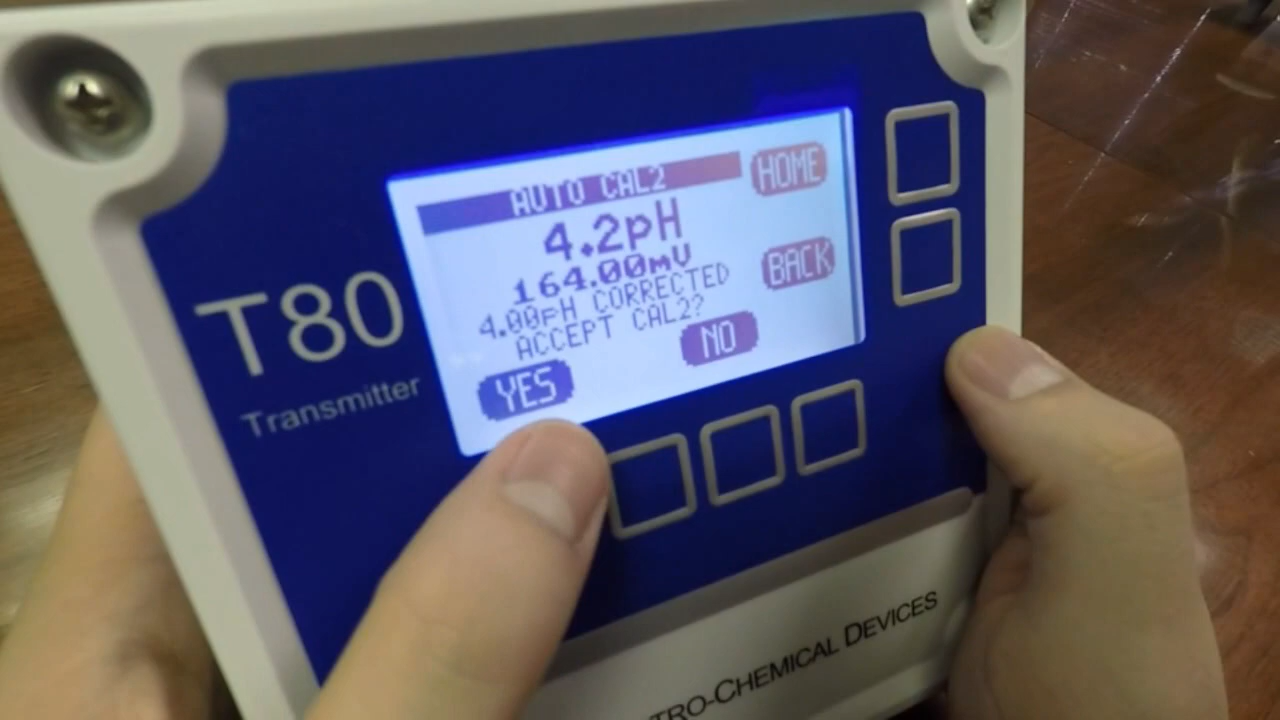 AUTO CAL2
HOME
4.2pH
164.00mV
BACK
4.00pH CORRECTED
ACCEPT CAL2?
YES
NO
T80
Transmitter
TRO-CHEMICAL DEVICES